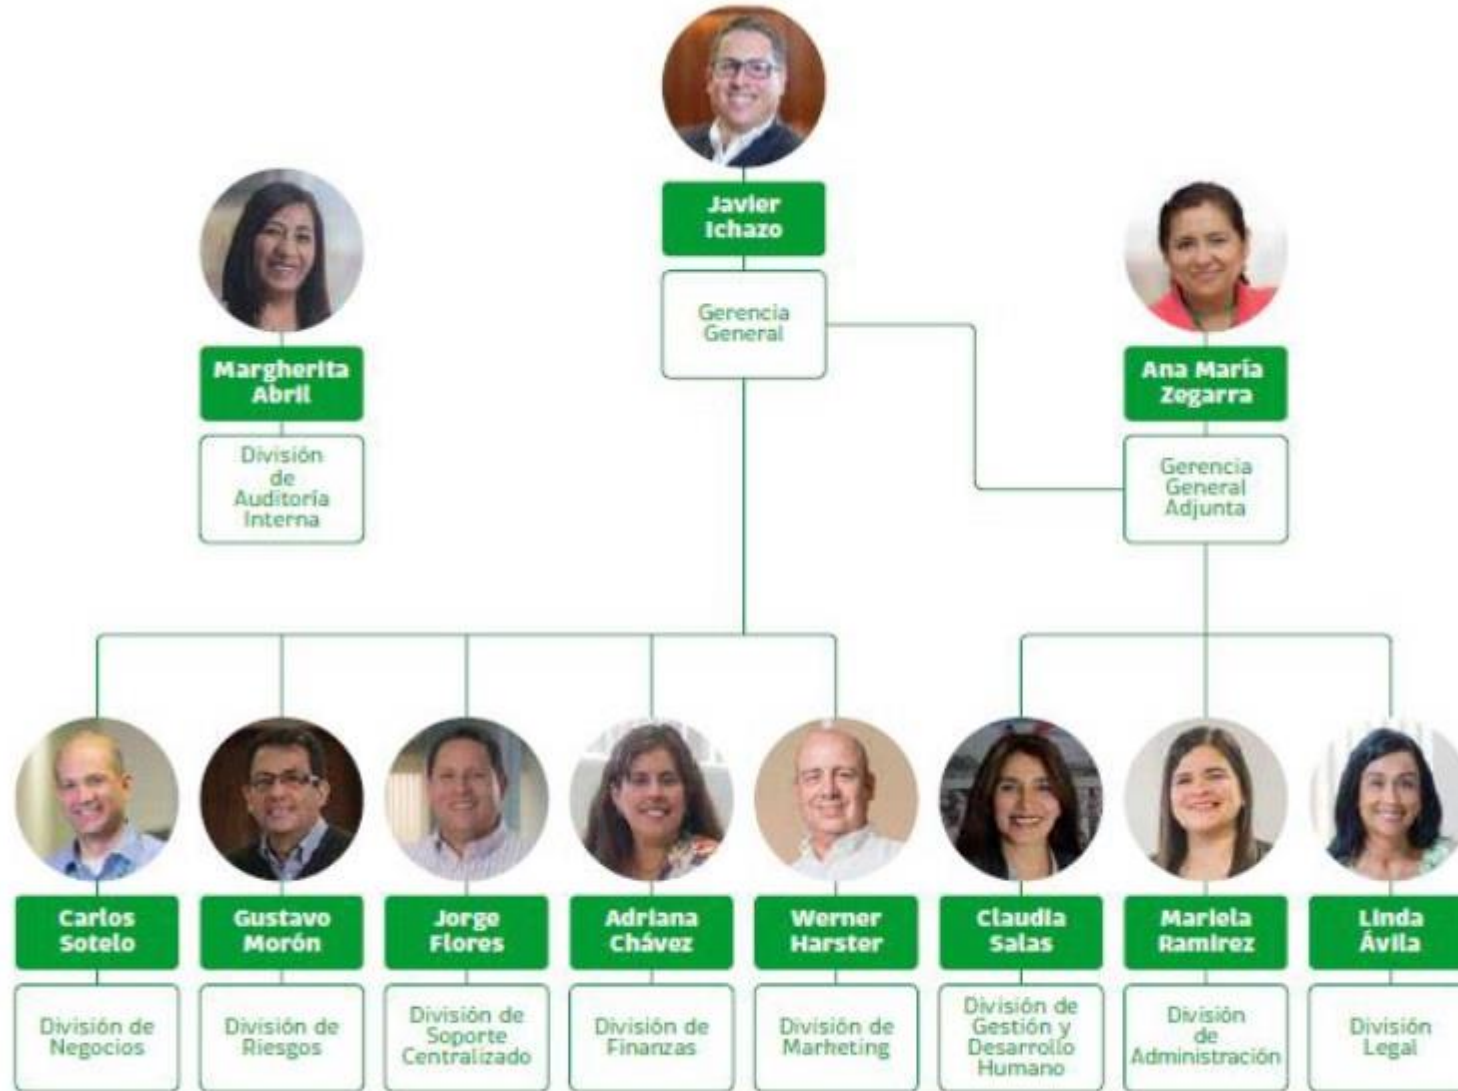 Javier
Ichazo
Gerencia
General
Margherita
Abril
División
de
Auditoría
Interna
Ana María
Zegarra
Gerencia
General
Adjunta
Carlos
Sotelo
División de
Negocios
Gustavo
Morón
División de
Riesgos
Jorge
Flores
División de
Soporte
Centralizado
Adriana
Chávez
División de
Finanzas
Werner
Harster
División de
Marketing
Claudia
Salas
División de
Gestión y
Desarrollo
Humano
Mariela
Ramirez
División
de
Administración
Linda
Ávila
División
Legal